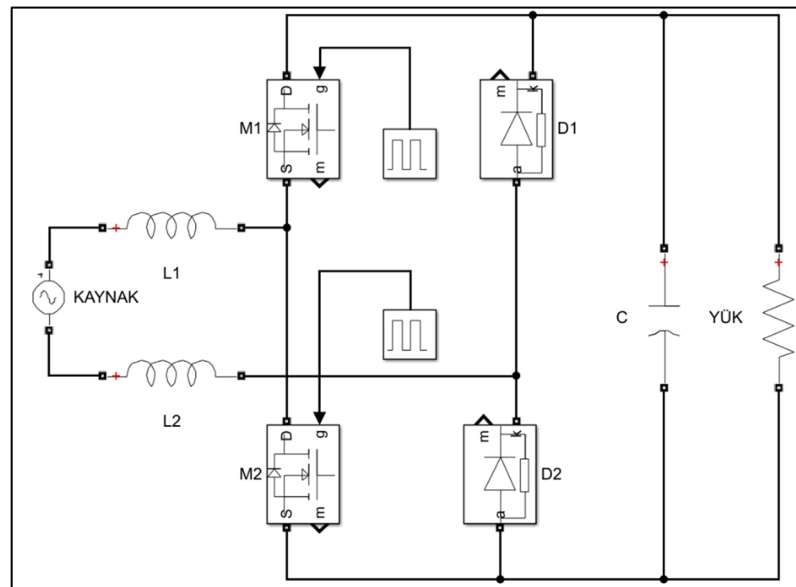 D g
M1
S m
m k
D1
a
+
L1
+
KAYNAK
+
C
+
YÜK
+
L2
D g
M2
S m
m k
D2
a